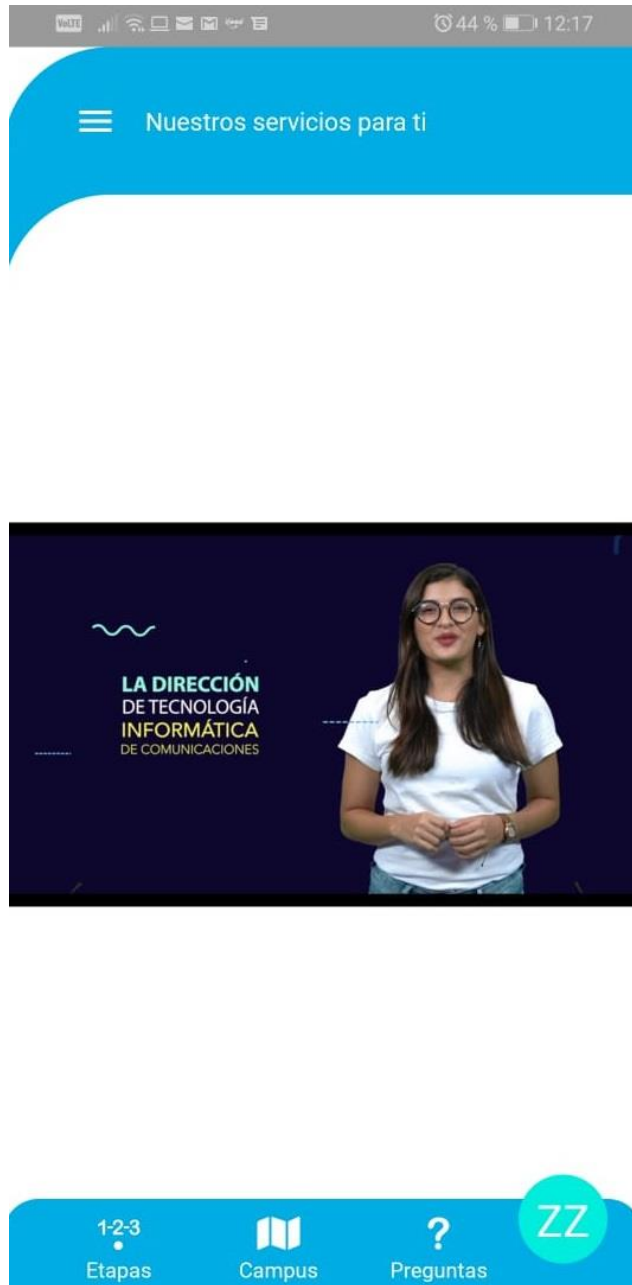 VoLTE 44 % 12:17
Nuestros servicios para ti
LA DIRECCIÓN
DE TECNOLOGÍA
INFORMÁTICA
DE COMUNICACIONES
1-2-3
Etapas
Campus
?
Preguntas
ZZ